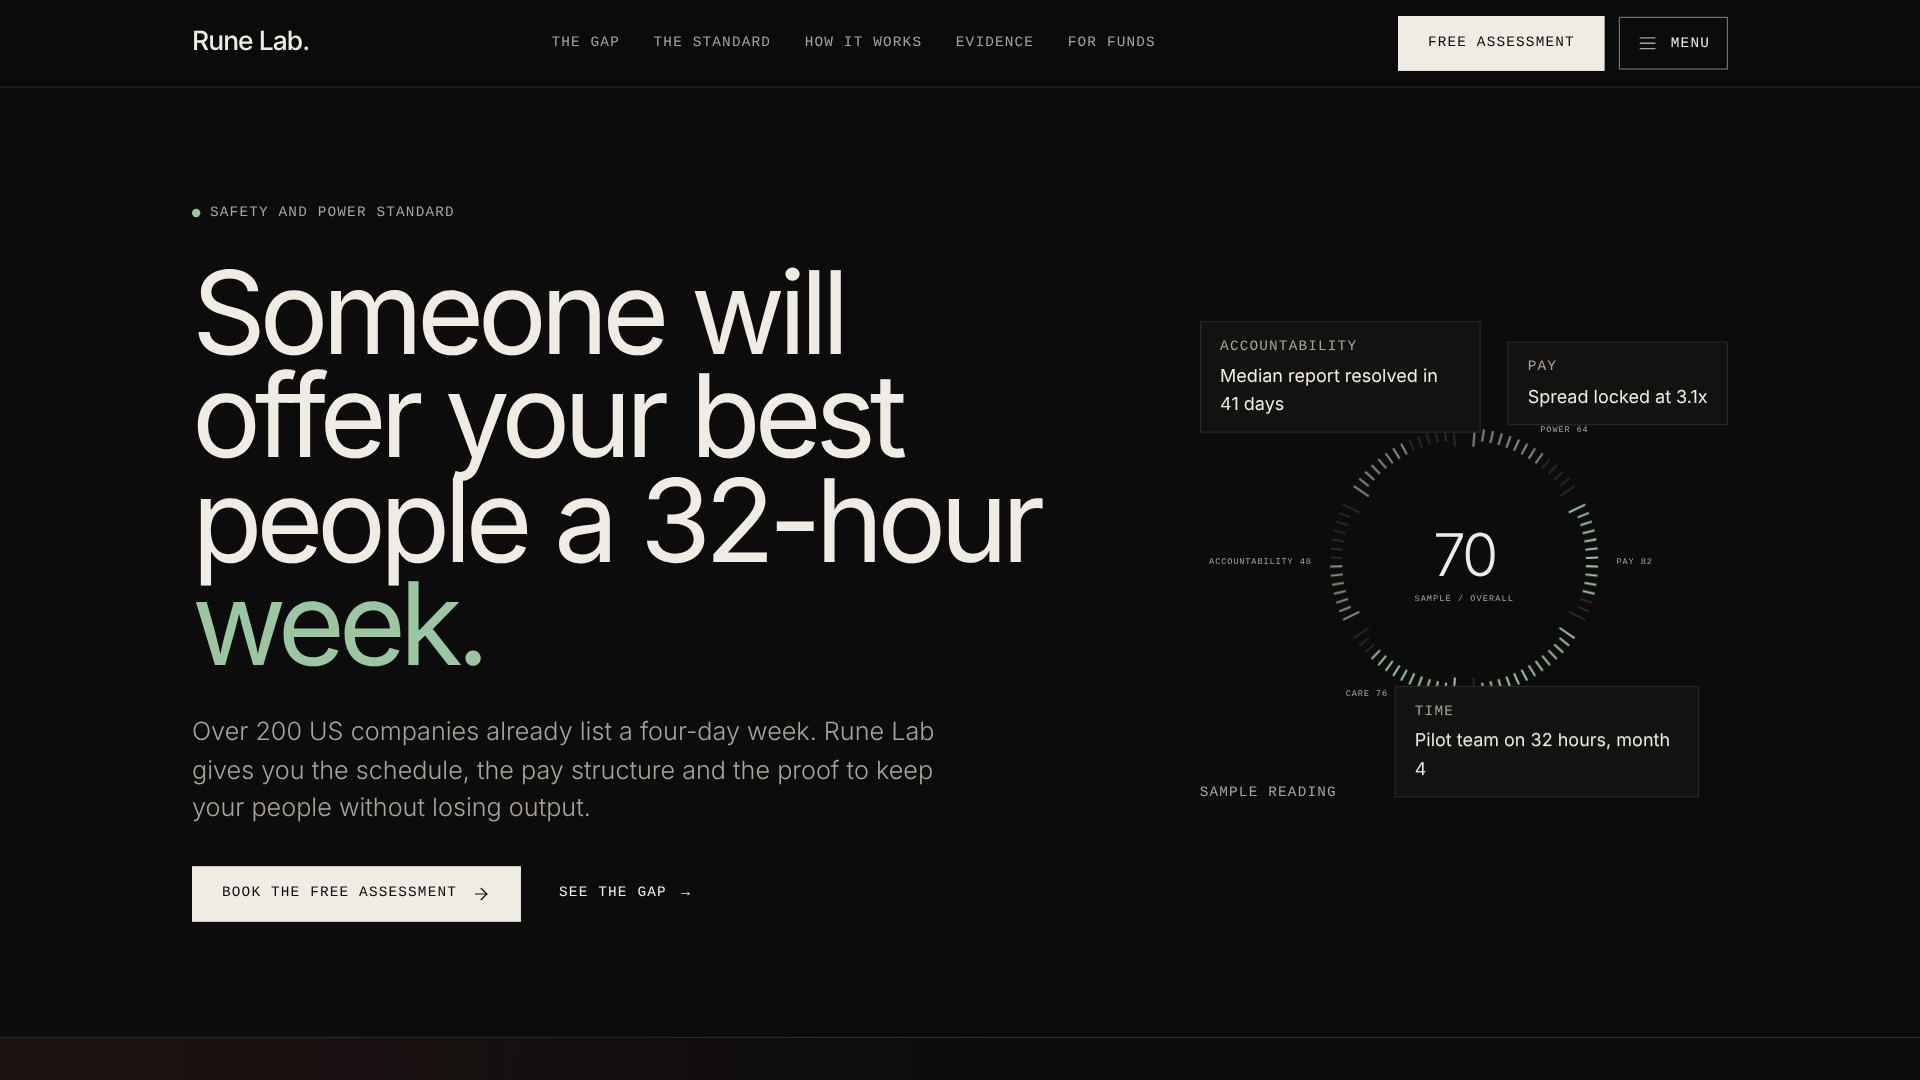 Rune Lab.
THE GAP
THE STANDARD
HOW IT WORKS
EVIDENCE
FOR FUNDS
FREE ASSESSMENT
MENU
SAFETY AND POWER STANDARD
Someone will
offer your best
people a 32-hour
week.
Over 200 US companies already list a four-day week. Rune Lab
gives you the schedule, the pay structure and the proof to keep
your people without losing output.
BOOK THE FREE ASSESSMENT →
SEE THE GAP →
ACCOUNTABILITY
Median report resolved in
41 days
PAY
Spread locked at 3.1x
POWER 64
ACCOUNTABILITY 48
70
SAMPLE / OVERALL
PAY 82
CARE 76
TIME
Pilot team on 32 hours, month
4
SAMPLE READING